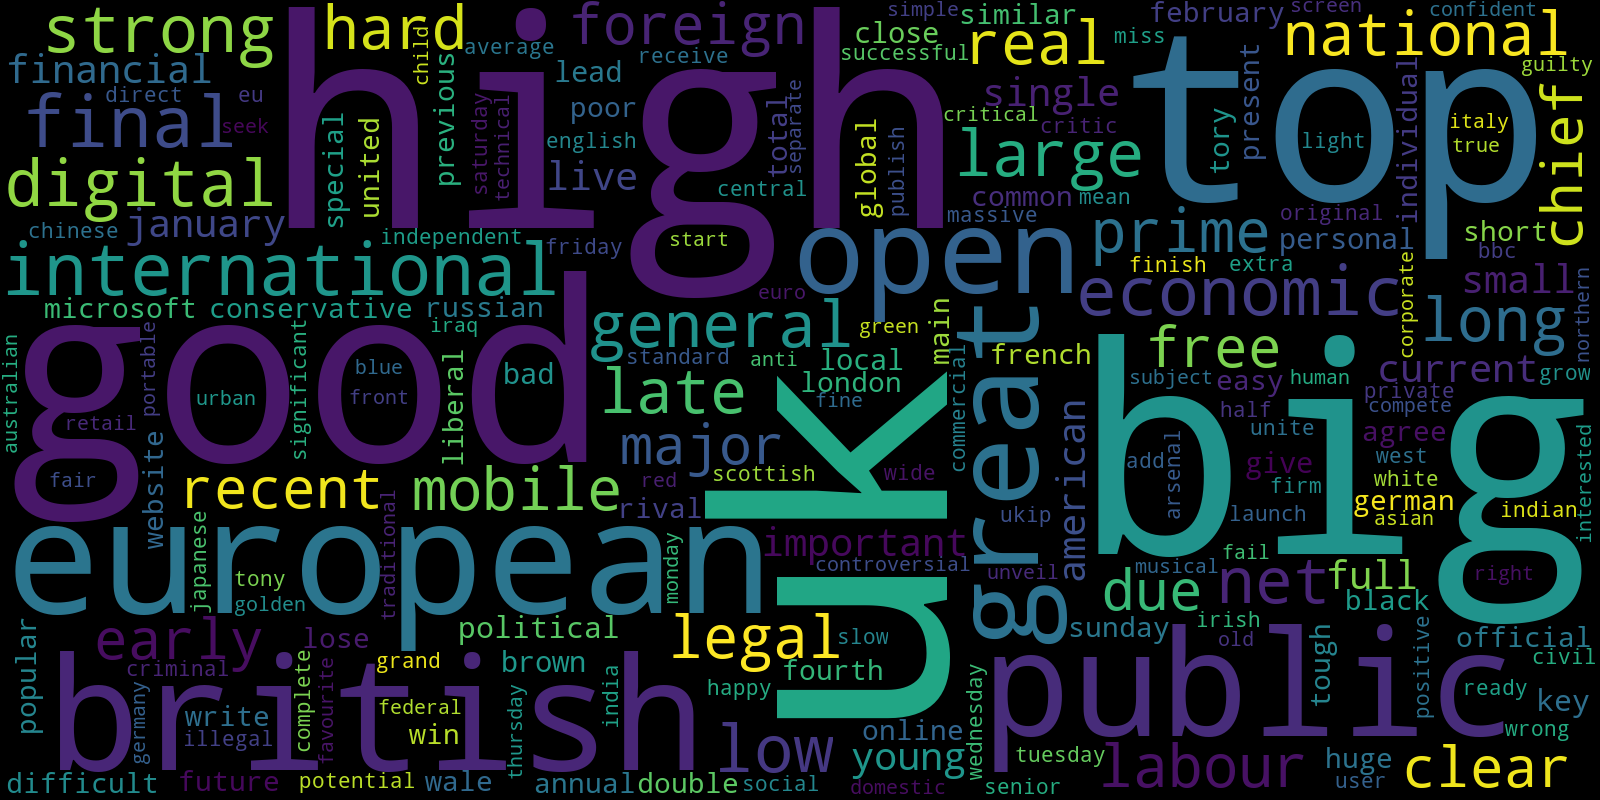 strong
hard
child
average
foreign
receive
simple
similar
close
successful
real
miss
february
screen
confident
national
financial
direct
eu
final
seek
high
previous
lead
poor
english
live
saturday
technical
total
separate
central
global
publish
critical
critic
single
large
common
mean
massive
top
tory
present
light
individual
italy
true
guilty
chief
digital
special
united
january
chinese
independent
friday
start
open
prime
original
personal
short
bbc
finish
extra
corporate
small
northern
international
microsoft
conservative
russian
iraq
euro
general
green
main
great
economic
long
good
australian
portable
significant
blue
front
urban
retail
liberal
bad
standard
anti
local
london
fine
late
commercial
french
free
current
subject
easy
human
private
grow
compete
half
unite
agree
big
add
arsenal
give
west
firm
white
german
asian
indian
interested
launch
fair
website
recent
mobile
major
scottish
wide
red
rival
uk
ukip
american
european
japanese
tony
golden
traditional
monday
important
controversial
unveil
musical
fail
right
due
net
full
black
popular
early
lose
criminal
political
legal
slow
sunday
irish
old
official
civil
british
germany
write
illegal
complete
favourite
grand
federal
win
brown
thursday
india
happy
fourth
public
tough
positive
ready
key
wrong
low
online
young
wednesday
tuesday
labour
huge
user
clear
difficult
future
potential
wale
annual
double
social
domestic
senior